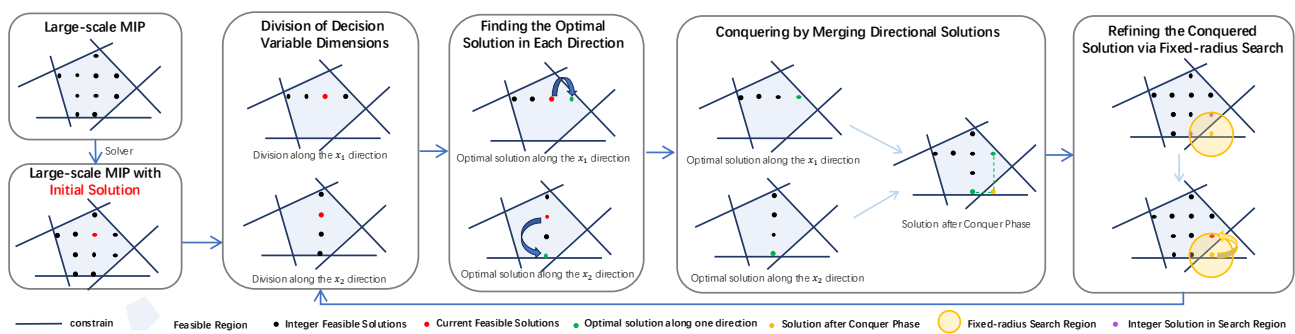 Large-scale MIP
Solver
Large-scale MIP with
Initial Solution
Division of Decision
Variable Dimensions
Division along the x₁ direction
Division along the x₂ direction
Finding the Optimal
Solution in Each Direction
Optimal solution along the x₁ direction
Optimal solution along the x₂ direction
Conquering by Merging Directional Solutions
Optimal solution along the x₁ direction
Optimal solution along the x₂ direction
Solution after Conquer Phase
Refining the Conquered
Solution via Fixed-radius Search
constrain
Feasible Region
Integer Feasible Solutions
Current Feasible Solutions
Optimal solution along one direction
Solution after Conquer Phase
Fixed-radius Search Region
Integer Solution in Search Region